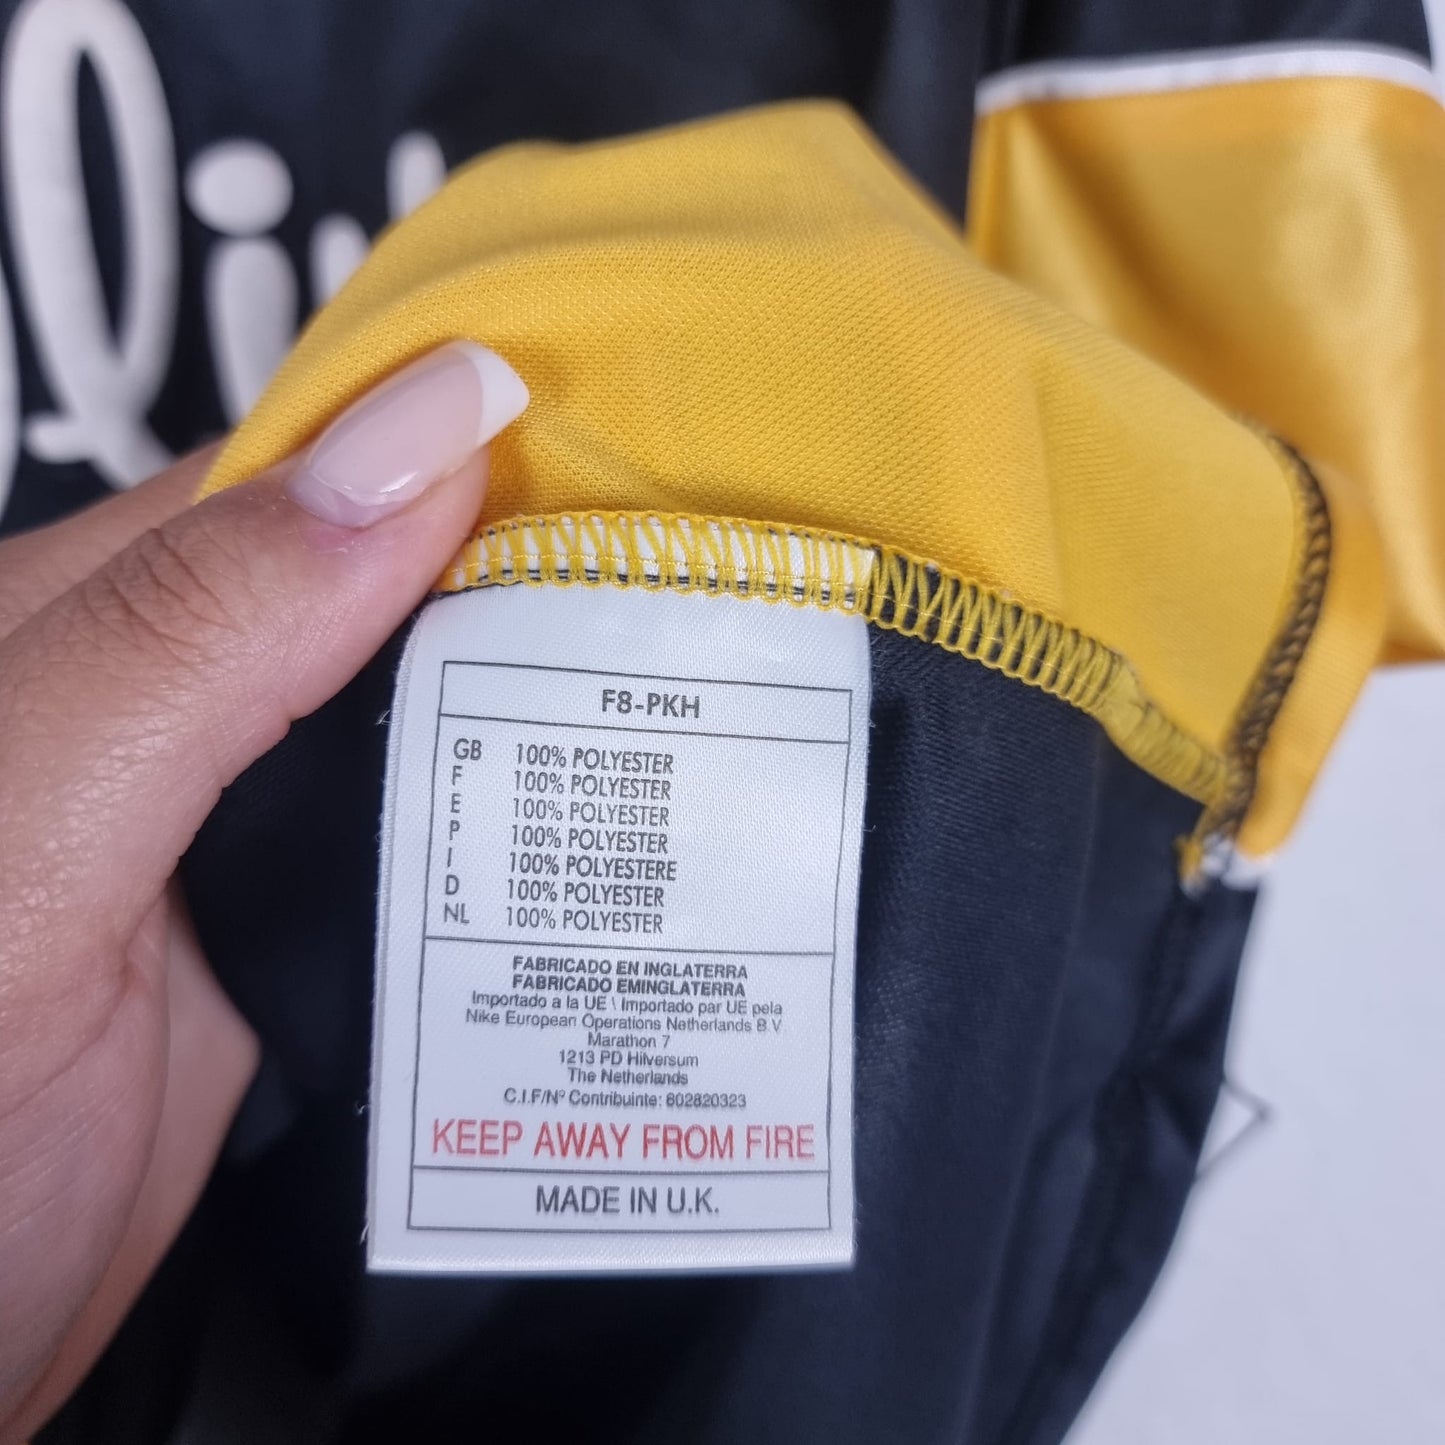 li
F8-PKH
GB 100% POLYESTER
F 100% POLYESTER
E 100% POLYESTER
P 100% POLYESTER
I 100% POLYESTERE
D 100% POLYESTER
NL 100% POLYESTER
FABRICADO EN INGLATERRA
FABRICADO EMINGLATERRA
Importado a la UE \ Importado par UE pela
Nike European Operations Netherlands B.V
Marathon 7
1213 PD Hilversum
The Netherlands
C.I.F/Nº Contribuinte: 802820323
KEEP AWAY FROM FIRE
MADE IN U.K.